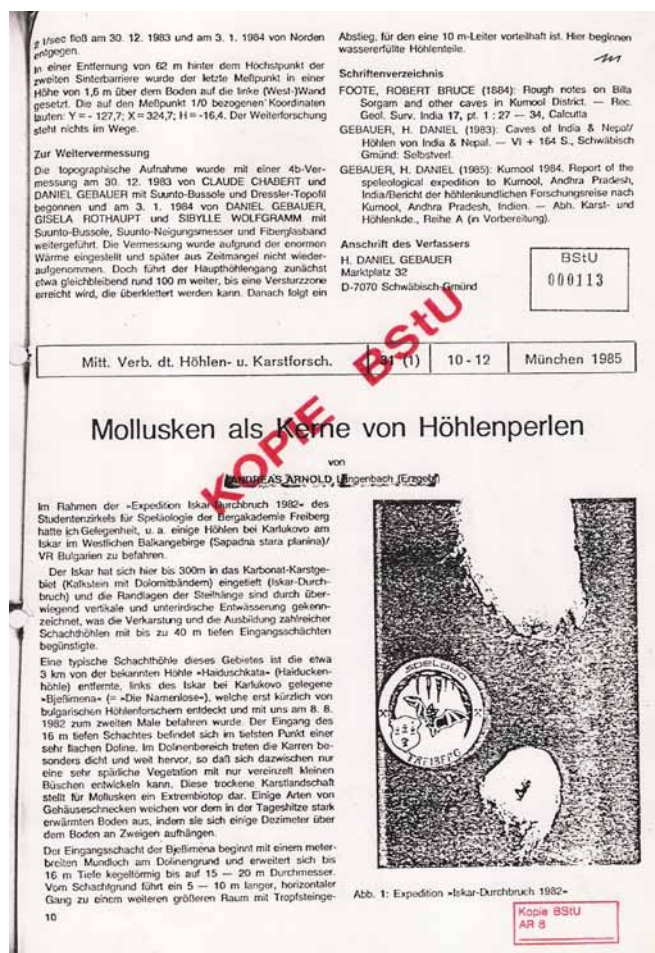 2 l/sec floß am 30. 12. 1983 und am 3. 1. 1984 von Norden
entgegen.
In einer Entfernung von 62 m hinter dem Höchstpunkt der
zweiten Sinterbarriere wurde der letzte Meßpunkt in einer
Höhe von 1,6 m über dem Boden auf die linke (West-)Wand
gesetzt. Die auf den Meßpunkt 1/0 bezogenen Koordinaten
lauten: Y = - 127,7; X = 324,7; H = -16,4. Der Weiterforschung
steht nichts im Wege.
Zur Weitervermessung
Die topographische Aufnahme wurde mit einer 4b-Ver-
messung am 30. 12. 1983 von CLAUDE CHABERT und
DANIEL GEBAUER mit Suunto-Bussole und Dressler-Topofil
begonnen und am 3. 1. 1984 von DANIEL GEBAUER,
GISELA ROTHAUPT und SIBYLLE WOLFGRAMM mit
Suunto-Bussole, Suunto-Neigungsmesser und Fiberglasband
weitergeführt. Die Vermessung wurde aufgrund der enormen
Wärme eingestellt und später aus Zeitmangel nicht wieder-
aufgenommen. Doch führt der Haupthöhlengang zunächst
etwa gleichbleibend rund 100 m weiter, bis eine Versturzzone
erreicht wird, die überklettert werden kann. Danach folgt ein
Abstieg, für den eine 10 m-Leiter vorteilhaft ist. Hier beginnen
wassererfüllte Höhlenteile.
Schriftenverzeichnis
FOOTE, ROBERT BRUCE (1884): Rough notes on Billa
Sorgam and other caves in Kurnool District. — Rec.
Geol. Surv. India 17, pt. 1 : 27 — 34, Calcutta
GEBAUER, H. DANIEL (1983): Caves of India & Nepal/
Höhlen von India & Nepal. — VI + 164 S., Schwäbisch
Gmünd: Selbstverl.
GEBAUER, H. DANIEL (1985): Kurnool 1984. Report of the
speleological expedition to Kurnool, Andhra Pradesh,
India/Bericht der höhlenkundlichen Forschungsreise nach
Kurnool, Andhra Pradesh, Indien. — Abh. Karst- und
Höhlenkde., Reihe A (in Vorbereitung).
Anschrift des Verfassers
H. DANIEL GEBAUER
Marktplatz 32
D-7070 Schwäbisch-Gmünd
BStU
000113
KOPIE BStU
Mitt. Verb. dt. Höhlen- u. Karstforsch. 31 (1) 10 - 12 München 1985
Mollusken als Kerne von Höhlenperlen
von
ANDREAS ARNOLD Langenbach (Erzgeb)
Im Rahmen der »Expedition Iskar-Durchbruch 1982« des
Studentenzirkels für Speläologie der Bergakademie Freiberg
hatte ich Gelegenheit, u. a. einige Höhlen bei Karlukovo am
Iskar im Westlichen Balkangebirge (Sapadna stara planina)/
VR Bulgarien zu befahren.
Der Iskar hat sich hier bis 300m in das Karbonat-Karstge-
biet (Kalkstein mit Dolomitbändern) eingetieft (Iskar-Durch-
bruch) und die Randlagen der Steilhänge sind durch über-
wiegend vertikale und unterirdische Entwässerung gekenn-
zeichnet, was die Verkarstung und die Ausbildung zahlreicher
Schachthöhlen mit bis zu 40 m tiefen Eingangsschächten
begünstigte.
Eine typische Schachthöhle dieses Gebietes ist die etwa
3 km von der bekannten Höhle »Haiduschkata« (Haiducken-
höhle) entfernte, links des Iskar bei Karlukovo gelegene
»Bjeßimena« (= »Die Namenlose«), welche erst kürzlich von
bulgarischen Höhlenforschern entdeckt und mit uns am 8. 8.
1982 zum zweiten Male befahren wurde. Der Eingang des
16 m tiefen Schachtes befindet sich im tiefsten Punkt einer
sehr flachen Doline. Im Dolinenbereich treten die Karren be-
sonders dicht und weit hervor, so daß sich dazwischen nur
eine sehr spärliche Vegetation mit nur vereinzelt kleinen
Büschen entwickeln kann. Diese trockene Karstlandschaft
stellt für Mollusken ein Extrembiotop dar. Einige Arten von
Gehäuseschnecken weichen vor dem in der Tageshitze stark
erwärmten Boden aus, indem sie sich einige Dezimeter über
dem Boden an Zweigen aufhängen.
Der Eingangsschacht der Bjeßimena beginnt mit einem meter-
breiten Mundloch am Dolinengrund und erweitert sich bis
16 m Tiefe kegelförmig bis auf 15 — 20 m Durchmesser.
Vom Schachtgrund führt ein 5 — 10 m langer, horizontaler
Gang zu einem weiteren größeren Raum mit Tropfsteinge-
10
SPELÄO
FREIBERG
Abb. 1: Expedition »Iskar-Durchbruch 1982«
Kopie BStU
AR 8